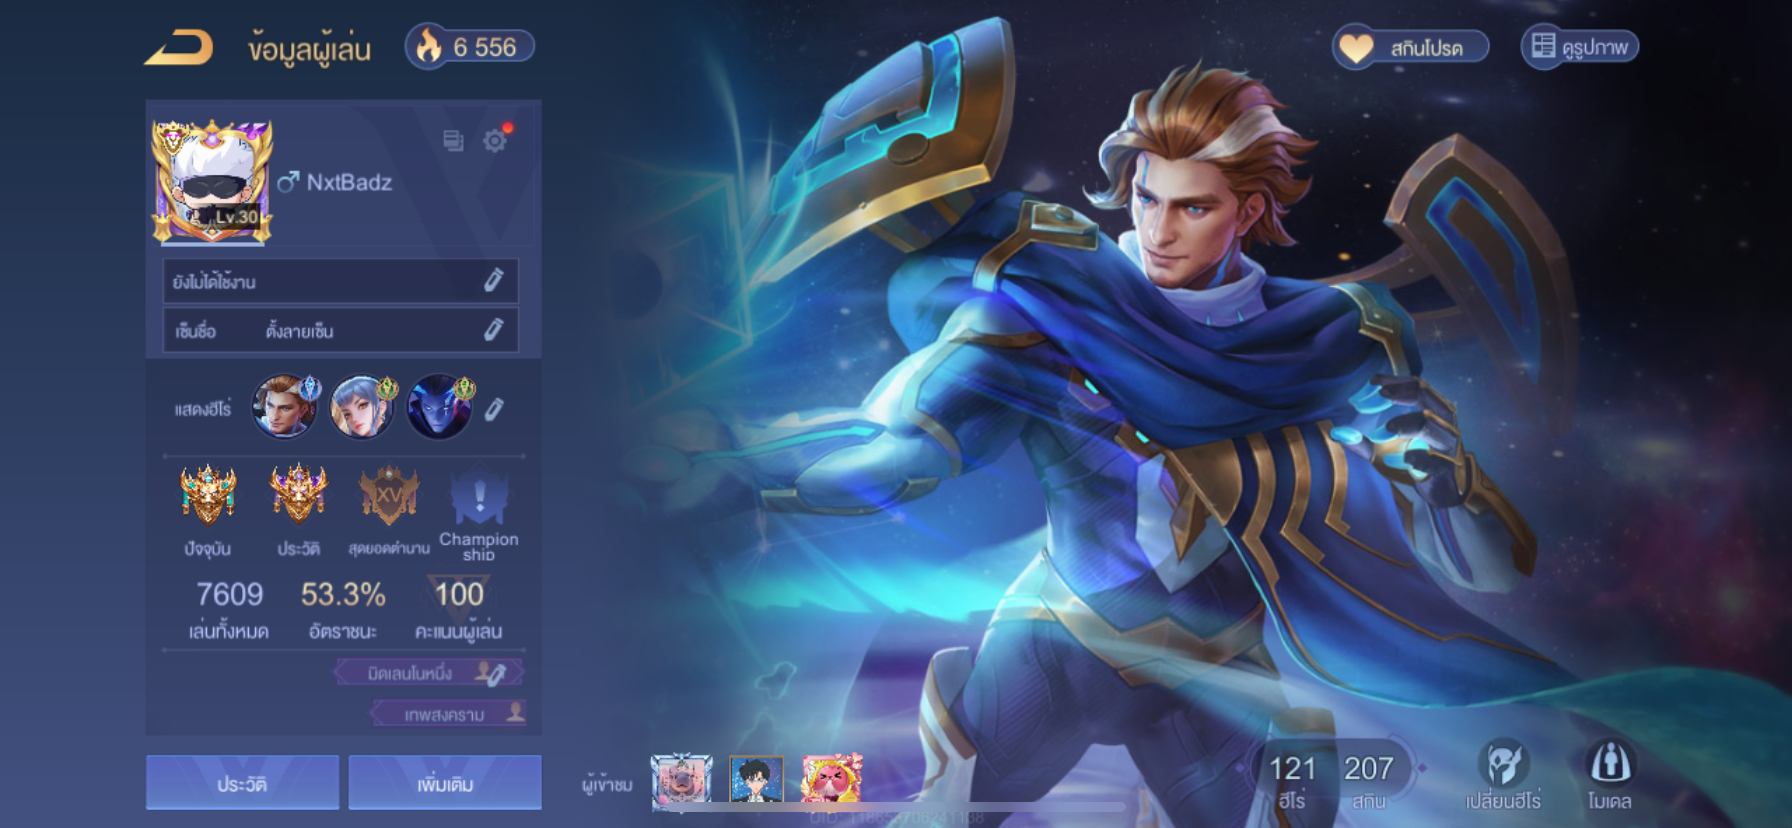 ข้อมูลผู้เล่น
6 556
สกินโปรด
ดูรูปภาพ
NxtBadz
Lv.30
ยังไม่ได้ใช้งาน
เซ็นชื่อ ตั้งลายเซ็น
แสดงฮีโร่
XV
ปัจจุบัน ประวัติ สุดยอดตำนาน Champion
ship
7609 53.3% 100
เล่นทั้งหมด อัตราชนะ คะแนนผู้เล่น
มิดเลนโนหนึ่ง
เทพสงคราม
ประวัติ เพิ่มเติม ผู้เข้าชม
121 207
ฮีโร่ สกิน เปลี่ยนฮีโร่ โมเดล